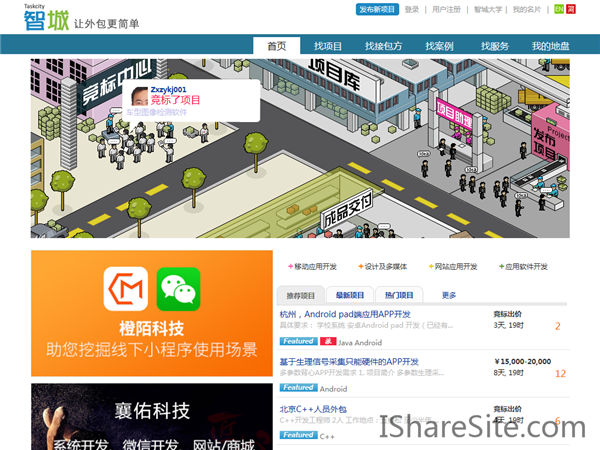 Taskcity
智城 让外包更简单
发布新项目 登录 | 用户注册 | 智城大学 | 我的名片 | EN 简
首页 找项目 找接包方 找案例 找服务 我的地盘
竞标中心
Zxzykj001
竞标了项目
车型图像检测软件
项目库
项目助理
Project
发布
项目
idea
idea
idea
成品交付
橙陌科技
助您挖掘线下小程序使用场景
移动应用开发 设计及多媒体 网站应用开发 应用软件开发
推荐项目 最新项目 热门项目 更多
杭州，Android pad端应用APP开发 竞标出价
具体要求： 学校系统 安卓Android pad 开发 ( 已经有... 3天, 19时 2
Featured 急 Java Android
基于生理信号采集只能硬件的APP开发 ￥15,000-20,000
多参数背心APP开发需求 1. 项目简介 多参数生理采... 8天, 19时 12
Featured Android
北京C++人员外包 竞标出价
C++开发工程师 2人 工作地点： 6
Featured C++
襄佑科技
系统开发、微信开发、网站/商城
IShareSite.com